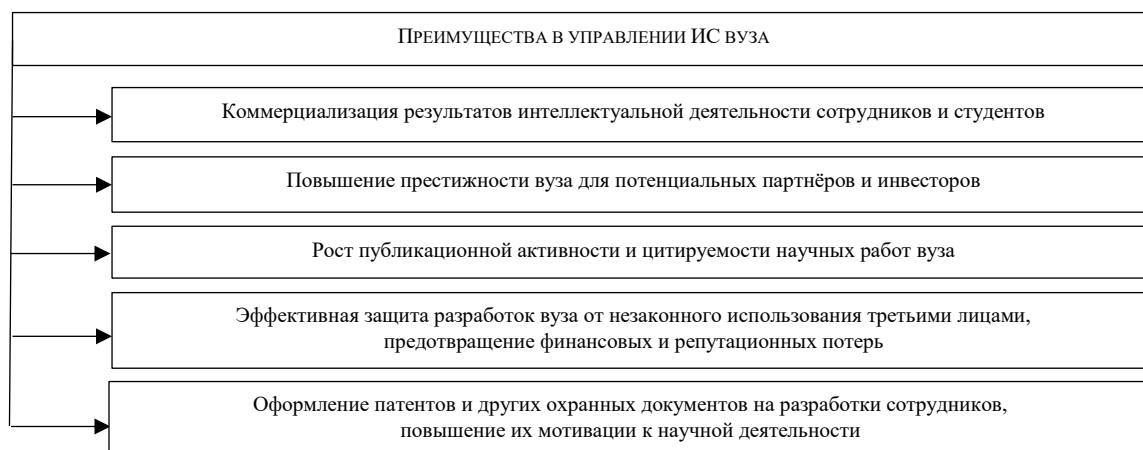 ПРЕИМУЩЕСТВА В УПРАВЛЕНИИ ИС ВУЗА
Коммерциализация результатов интеллектуальной деятельности сотрудников и студентов
Повышение престижности вуза для потенциальных партнёров и инвесторов
Рост публикационной активности и цитируемости научных работ вуза
Эффективная защита разработок вуза от незаконного использования третьими лицами,
предотвращение финансовых и репутационных потерь
Оформление патентов и других охранных документов на разработки сотрудников,
повышение их мотивации к научной деятельности